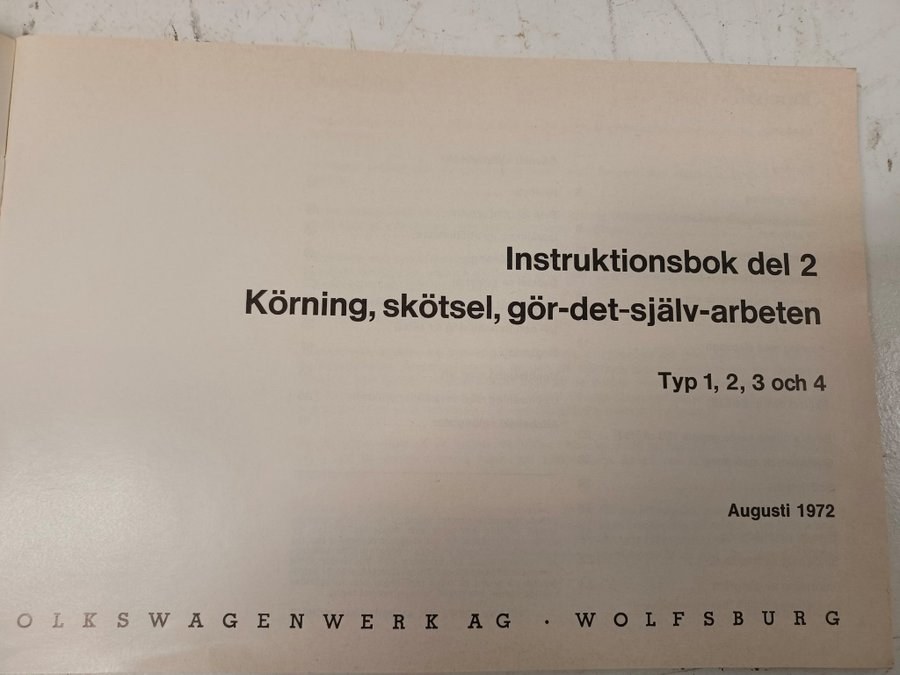 Instruktionsbok del 2
Körning, skötsel, gör-det-själv-arbeten
Typ 1, 2, 3 och 4
Augusti 1972
OLKSWAGENWERK AG · WOLFSBURG